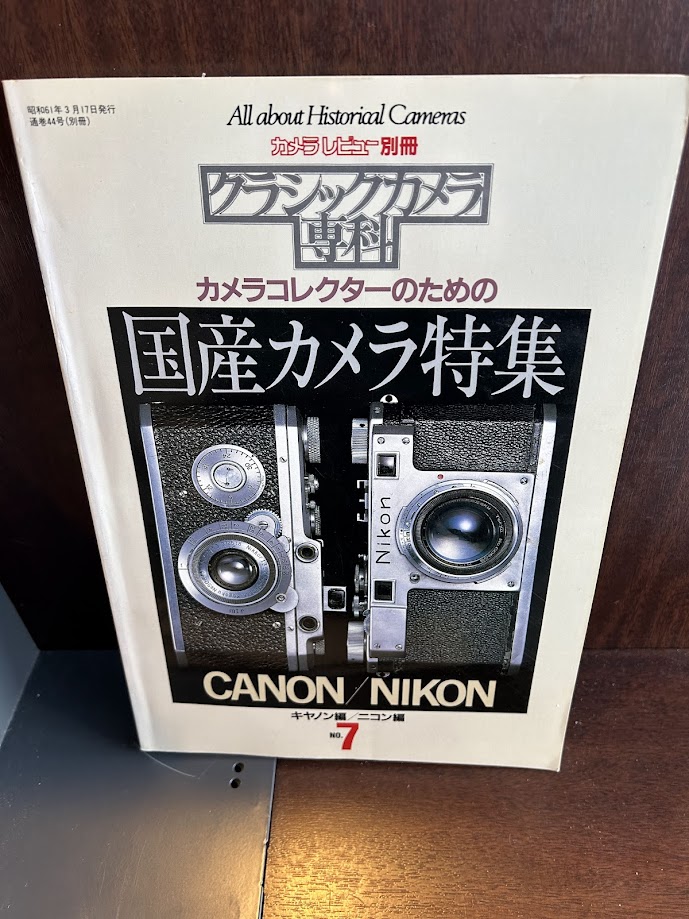 昭和61年3月17日発行
通巻44号(別冊)
All about Historical Cameras
カメラレビュー別冊
クラシックカメラ
専科
カメラコレクターのための
国産カメラ特集
Nikon
CANON/NIKON
キヤノン編/ニコン編
NO.7